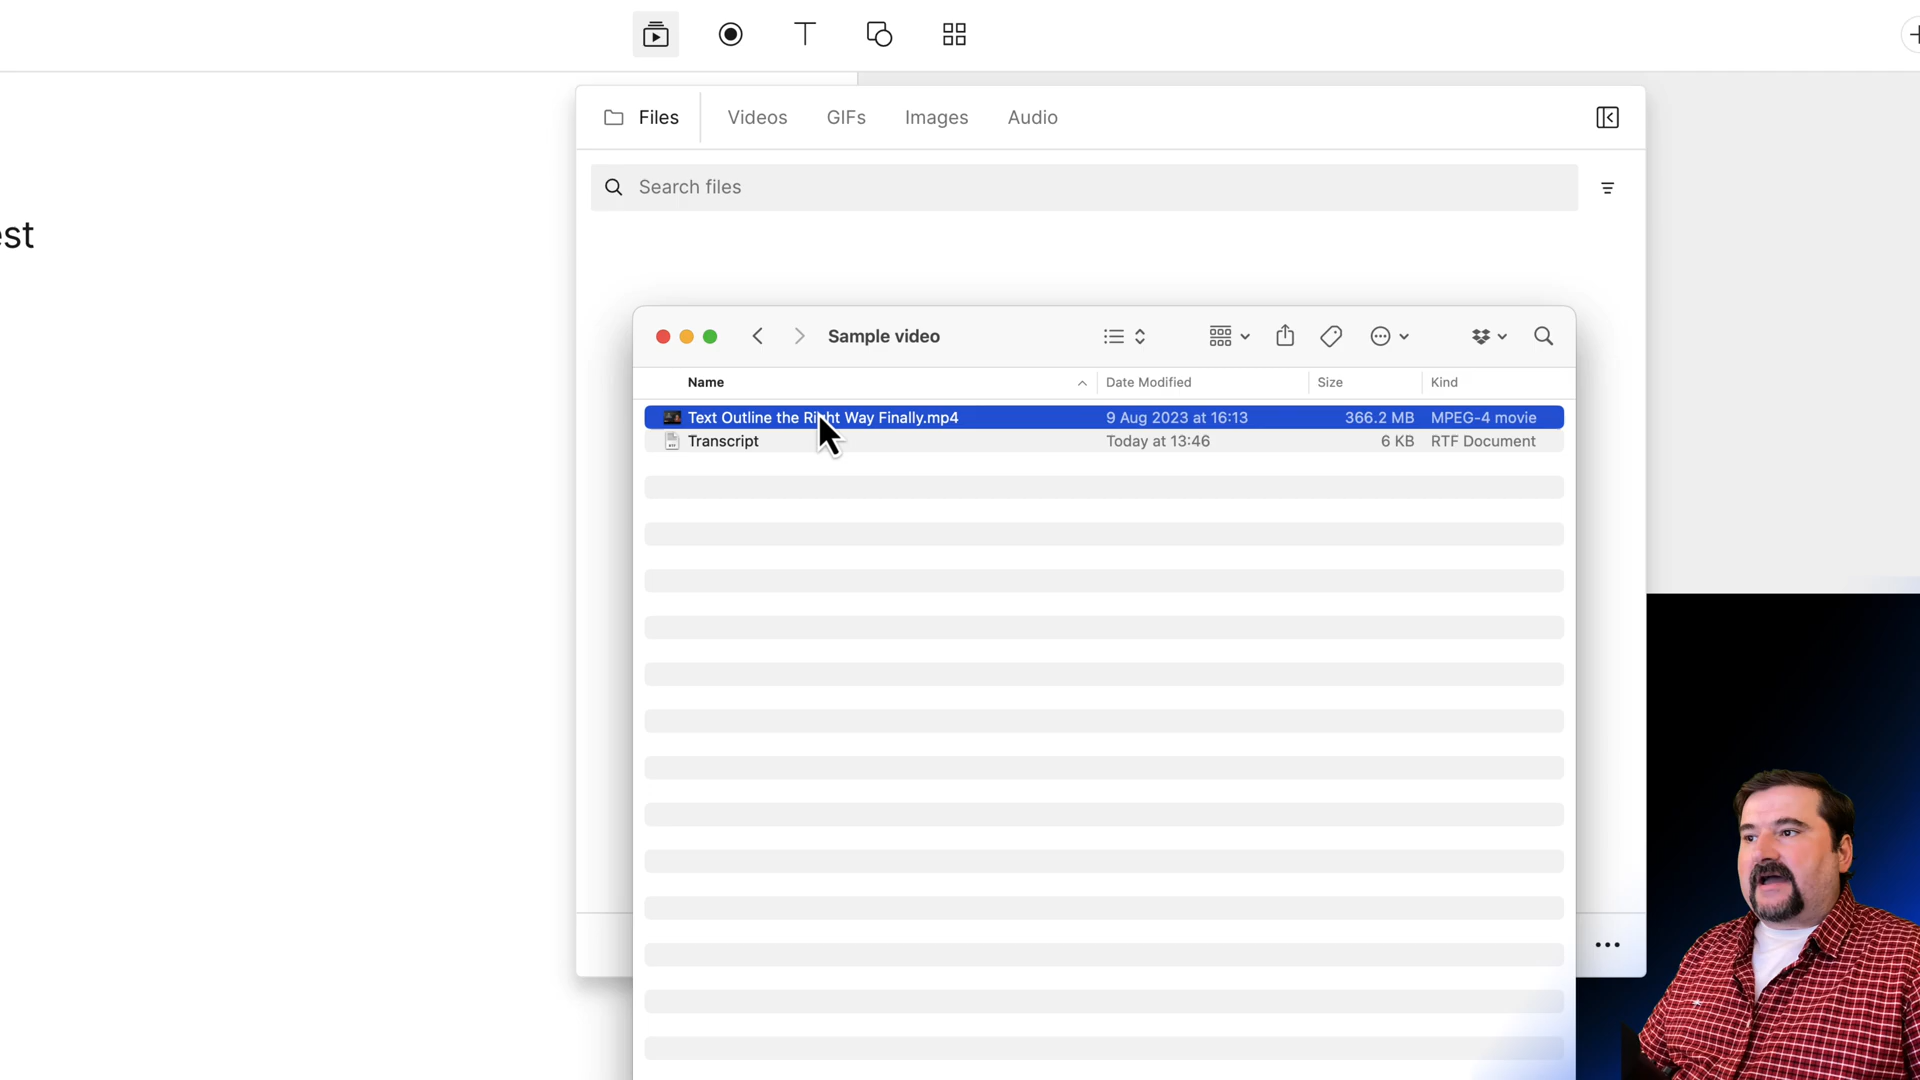 Files Videos GIFs Images Audio
Search files
est
Sample video
Name Date Modified Size Kind
Text Outline the Right Way Finally.mp4 9 Aug 2023 at 16:13 366.2 MB MPEG-4 movie
Transcript Today at 13:46 6 KB RTF Document